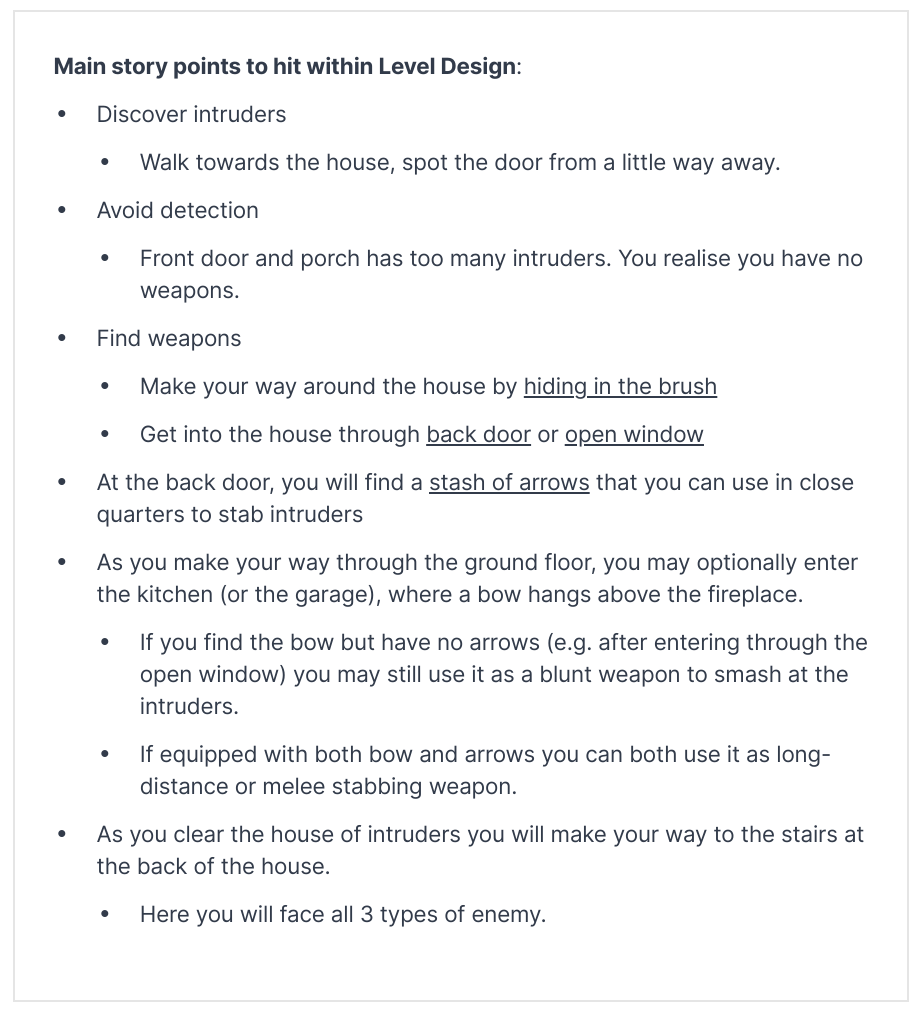 Main story points to hit within Level Design:
• Discover intruders
• Walk towards the house, spot the door from a little way away.
• Avoid detection
• Front door and porch has too many intruders. You realise you have no
weapons.
• Find weapons
• Make your way around the house by hiding in the brush
• Get into the house through back door or open window
• At the back door, you will find a stash of arrows that you can use in close
quarters to stab intruders
• As you make your way through the ground floor, you may optionally enter
the kitchen (or the garage), where a bow hangs above the fireplace.
• If you find the bow but have no arrows (e.g. after entering through the
open window) you may still use it as a blunt weapon to smash at the
intruders.
• If equipped with both bow and arrows you can both use it as long-
distance or melee stabbing weapon.
• As you clear the house of intruders you will make your way to the stairs at
the back of the house.
• Here you will face all 3 types of enemy.